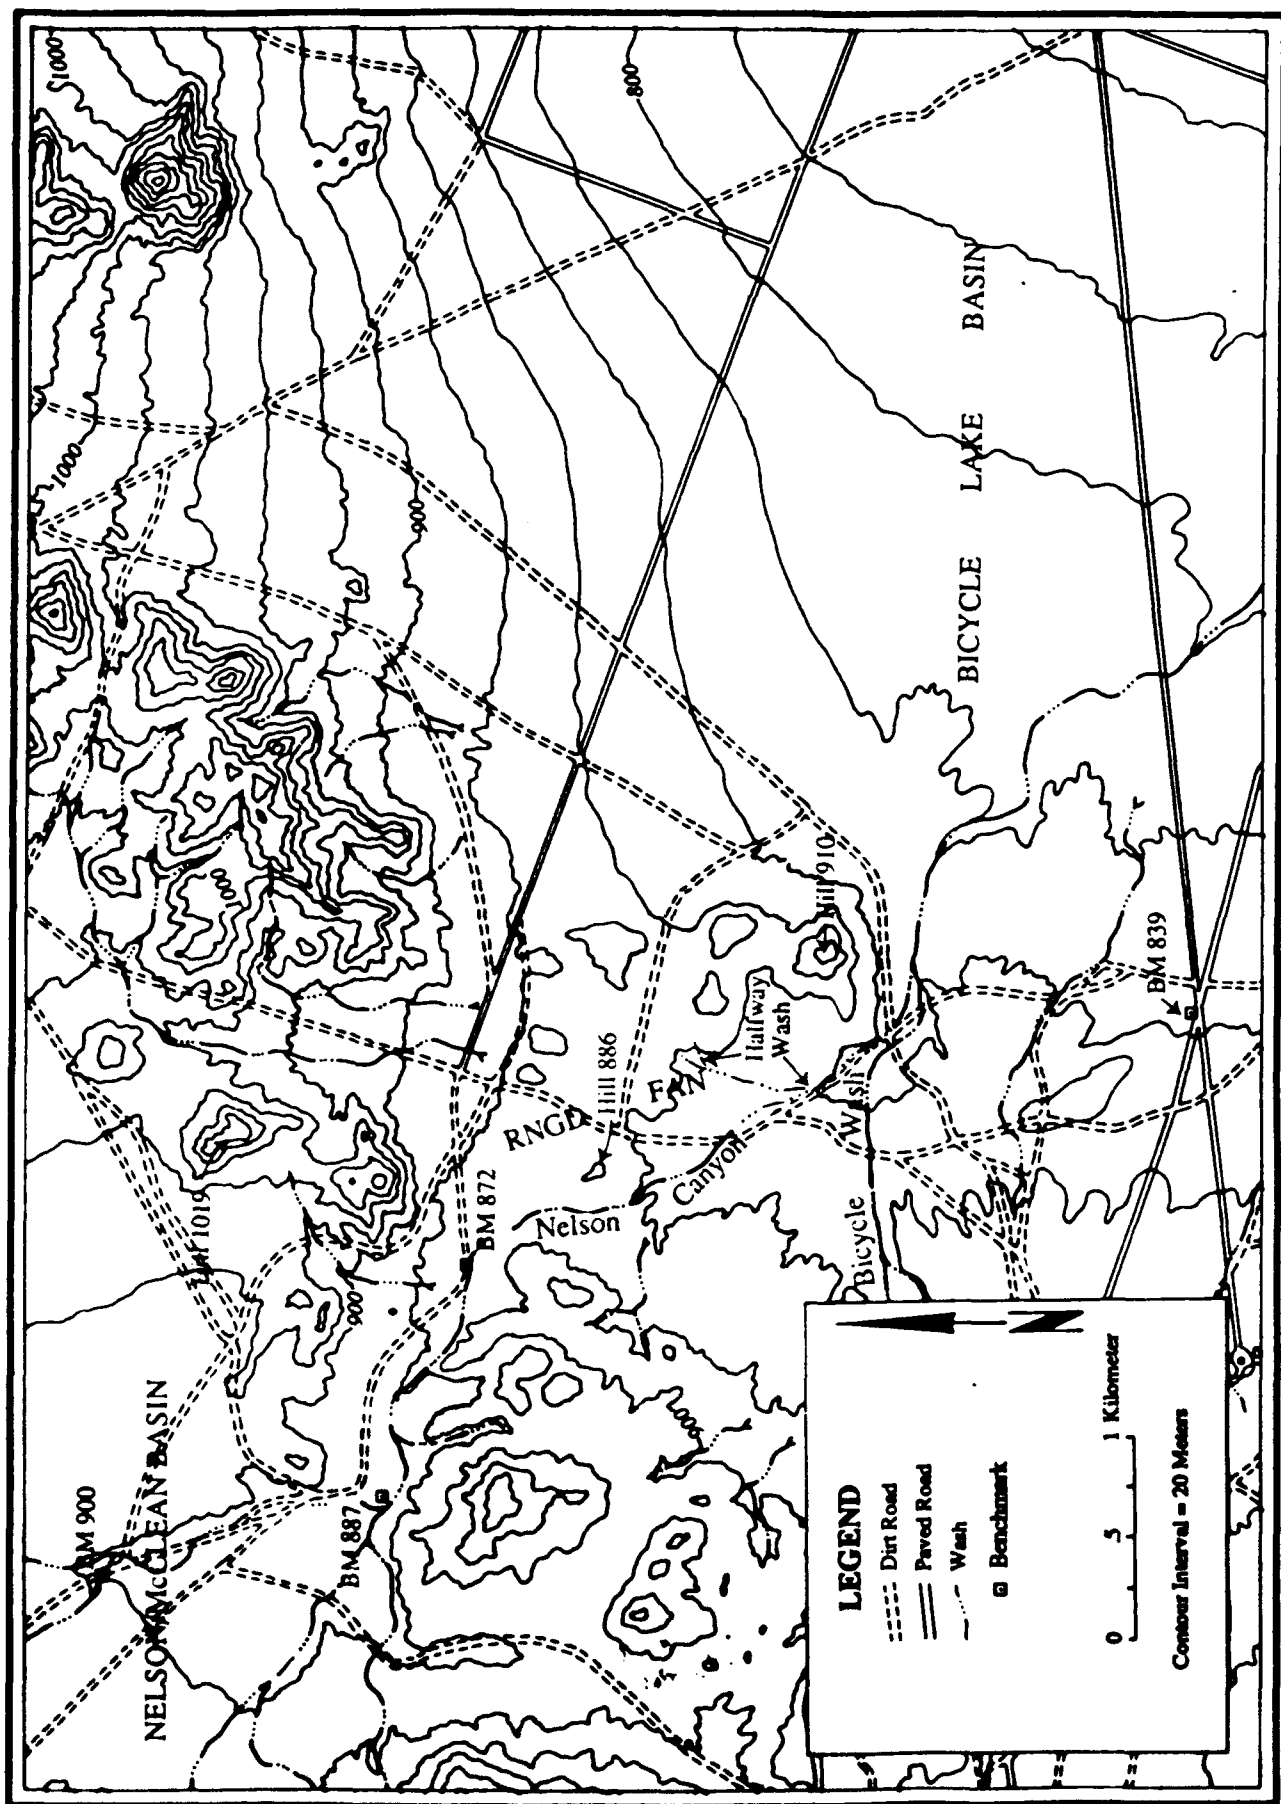 1000
1000
800
900
1000
NELSON/McCLEAN BASIN
BM 900
BM 887
900
Hill 1019
BM 872
RNGD
FAN
Hill 886
Nelson
Canyon
Wash
Halfway
Wash
Hill 910
Bicycle
BM 839
BICYCLE LAKE BASIN
LEGEND
Dirt Road
Paved Road
Wash
Benchmark
N
0 .5 1 Kilometer
Contour Interval = 20 Meters